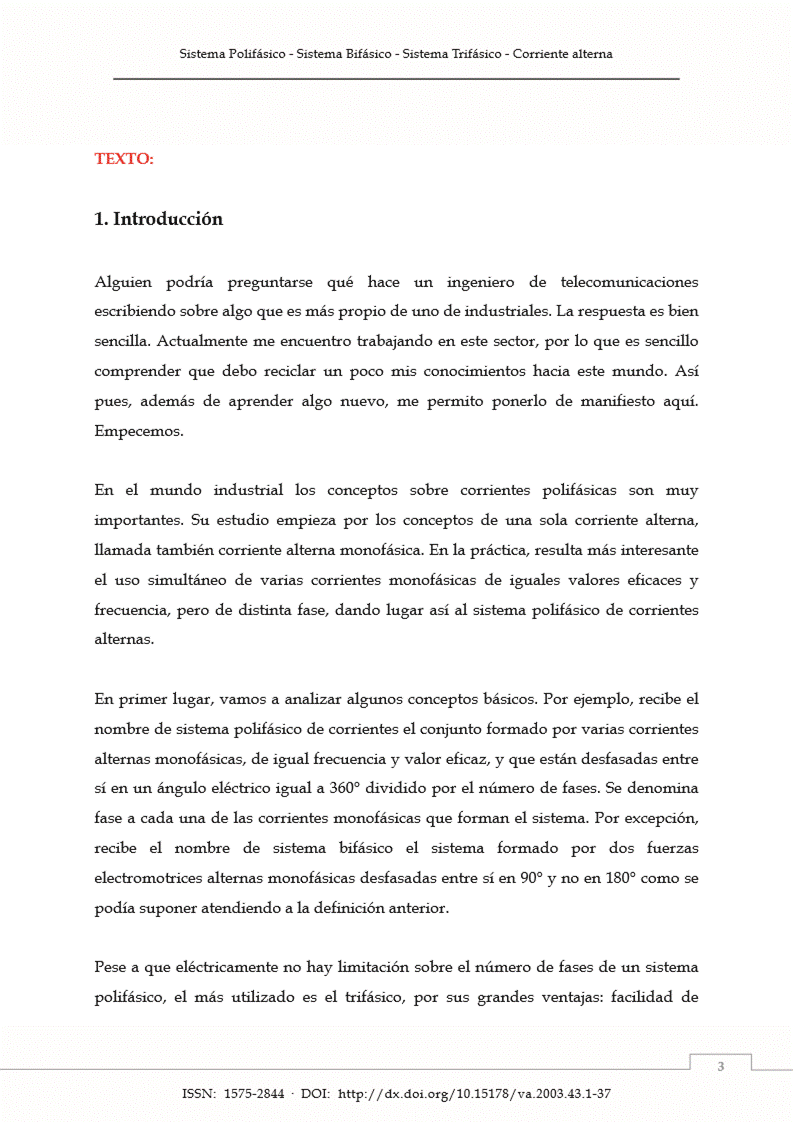 Sistema Polifásico - Sistema Bifásico - Sistema Trifásico - Corriente alterna
TEXTO:
1. Introducción
Alguien podría preguntarse qué hace un ingeniero de telecomunicaciones
escribiendo sobre algo que es más propio de uno de industriales. La respuesta es bien
sencilla. Actualmente me encuentro trabajando en este sector, por lo que es sencillo
comprender que debo reciclar un poco mis conocimientos hacia este mundo. Así
pues, además de aprender algo nuevo, me permito ponerlo de manifiesto aquí.
Empecemos.
En el mundo industrial los conceptos sobre corrientes polifásicas son muy
importantes. Su estudio empieza por los conceptos de una sola corriente alterna,
llamada también corriente alterna monofásica. En la práctica, resulta más interesante
el uso simultáneo de varias corrientes monofásicas de iguales valores eficaces y
frecuencia, pero de distinta fase, dando lugar así al sistema polifásico de corrientes
alternas.
En primer lugar, vamos a analizar algunos conceptos básicos. Por ejemplo, recibe el
nombre de sistema polifásico de corrientes el conjunto formado por varias corrientes
alternas monofásicas, de igual frecuencia y valor eficaz, y que están desfasadas entre
sí en un ángulo eléctrico igual a 360° dividido por el número de fases. Se denomina
fase a cada una de las corrientes monofásicas que forman el sistema. Por excepción,
recibe el nombre de sistema bifásico el sistema formado por dos fuerzas
electromotrices alternas monofásicas desfasadas entre sí en 90° y no en 180° como se
podía suponer atendiendo a la definición anterior.
Pese a que eléctricamente no hay limitación sobre el número de fases de un sistema
polifásico, el más utilizado es el trifásico, por sus grandes ventajas: facilidad de
3
ISSN: 1575-2844 · DOI: http://dx.doi.org/10.15178/va.2003.43.1-37